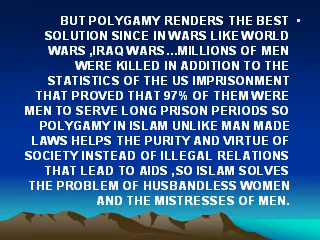 BUT POLYGAMY RENDERS THE BEST •
SOLUTION SINCE IN WARS LIKE WORLD
WARS ,IRAQ WARS…MILLIONS OF MEN
WERE KILLED IN ADDITION TO THE
STATISTICS OF THE US IMPRISONMENT
THAT PROVED THAT 97% OF THEM WERE
MEN TO SERVE LONG PRISON PERIODS SO
POLYGAMY IN ISLAM UNLIKE MAN MADE
LAWS HELPS THE PURITY AND VIRTUE OF
SOCIETY INSTEAD OF ILLEGAL RELATIONS
THAT LEAD TO AIDS ,SO ISLAM SOLVES
THE PROBLEM OF HUSBANDLESS WOMEN
AND THE MISTRESSES OF MEN.